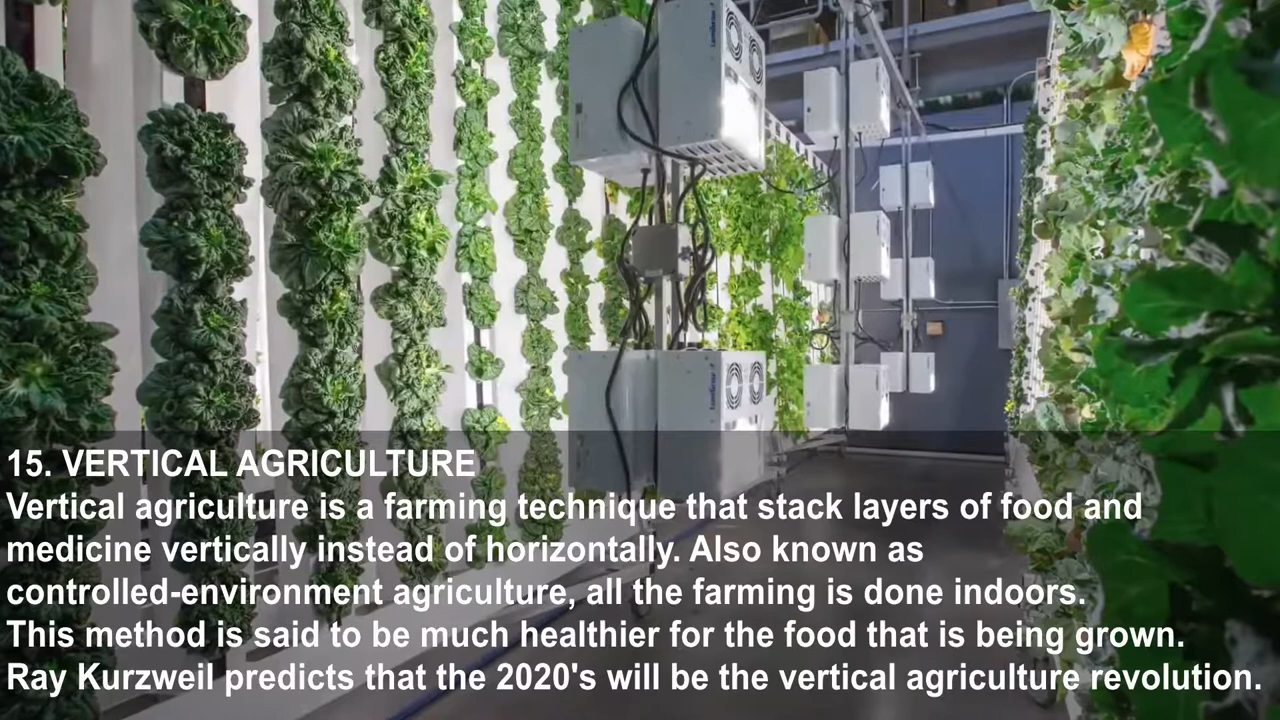 15. VERTICAL AGRICULTURE
Vertical agriculture is a farming technique that stack layers of food and
medicine vertically instead of horizontally. Also known as
controlled-environment agriculture, all the farming is done indoors.
This method is said to be much healthier for the food that is being grown.
Ray Kurzweil predicts that the 2020's will be the vertical agriculture revolution.